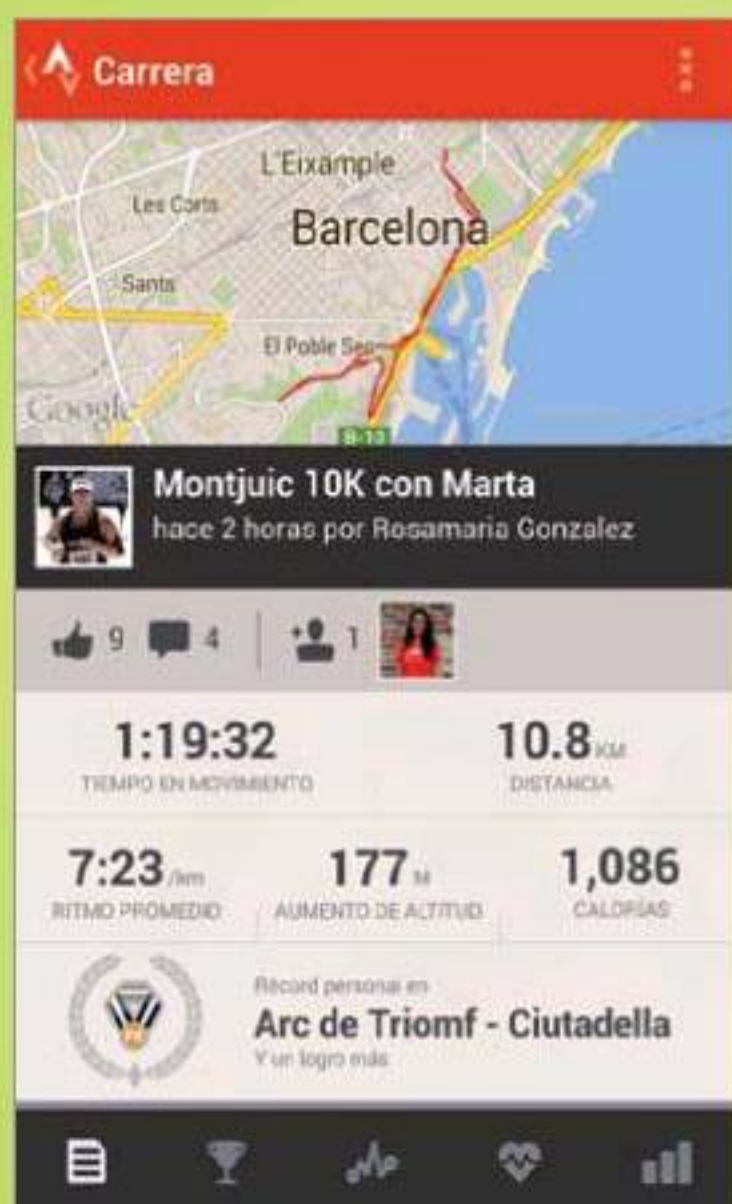 Carrera
L'Eixample
Les Corts
Barcelona
Sants
El Poble Sec
Google
B-10
Montjuic 10K con Marta
hace 2 horas por Rosamaria Gonzalez
9 4 1
1:19:32 10.8 KM
TIEMPO EN MOVIMIENTO DISTANCIA
7:23 /km 177 M 1,086
RITMO PROMEDIO AUMENTO DE ALTITUD CALORÍAS
Récord personal en
Arc de Triomf - Ciutadella
Y un logro más